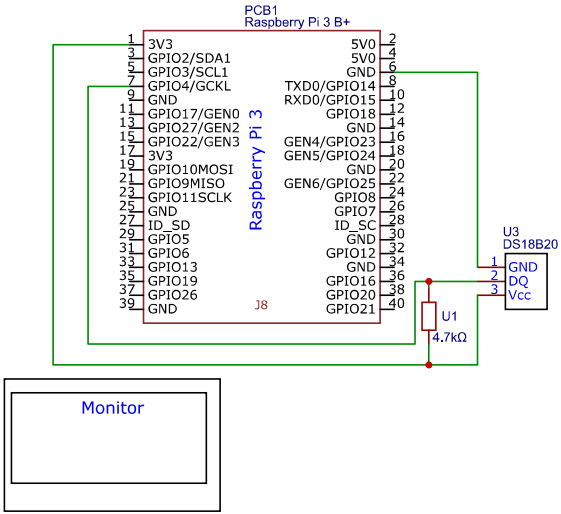 PCB1
Raspberry Pi 3 B+
1 3V3 5V0 2
3 GPIO2/SDA1 5V0 4
5 GPIO3/SCL1 GND 6
7 GPIO4/GCKL TXD0/GPIO14 8
9 GND RXD0/GPIO15 10
11 GPIO17/GEN0 GPIO18 12
13 GPIO27/GEN2 GND 14
15 GPIO22/GEN3 GEN4/GPIO23 16
17 3V3 GEN5/GPIO24 18
19 GPIO10MOSI GND 20
21 GPIO9MISO GEN6/GPIO25 22
23 GPIO11SCLK GPIO8 24
25 GND GPIO7 26
27 ID_SD ID_SC 28
29 GPIO5 GND 30
31 GPIO6 GPIO12 32
33 GPIO13 GND 34
35 GPIO19 GPIO16 36
37 GPIO26 GPIO20 38
39 GND GPIO21 40
Raspberry Pi 3
J8
U3
DS18B20
1 GND
2 DQ
3 Vcc
U1
4.7kΩ
Monitor